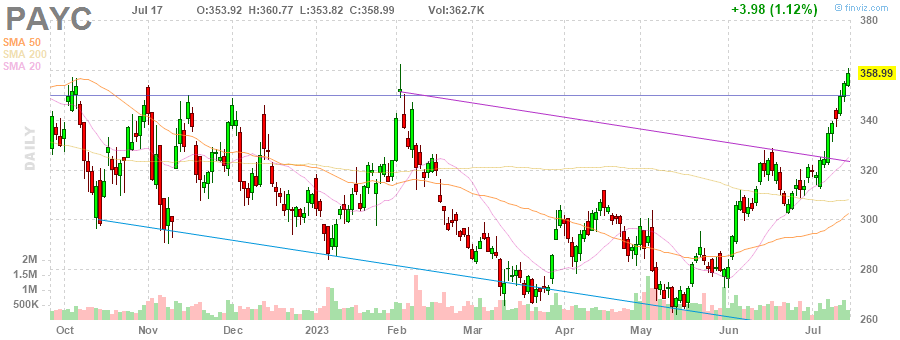 PAYC Jul 17 O:353.92 H:360.77 L:353.82 C:358.99 Vol:362.7K +3.98 (1.12%) © finviz.com
SMA 50
SMA 200
SMA 20
DAILY
380
358.99
340
320
300
280
260
2M
1.5M
1M
500K
Oct Nov Dec 2023 Feb Mar Apr May Jun Jul